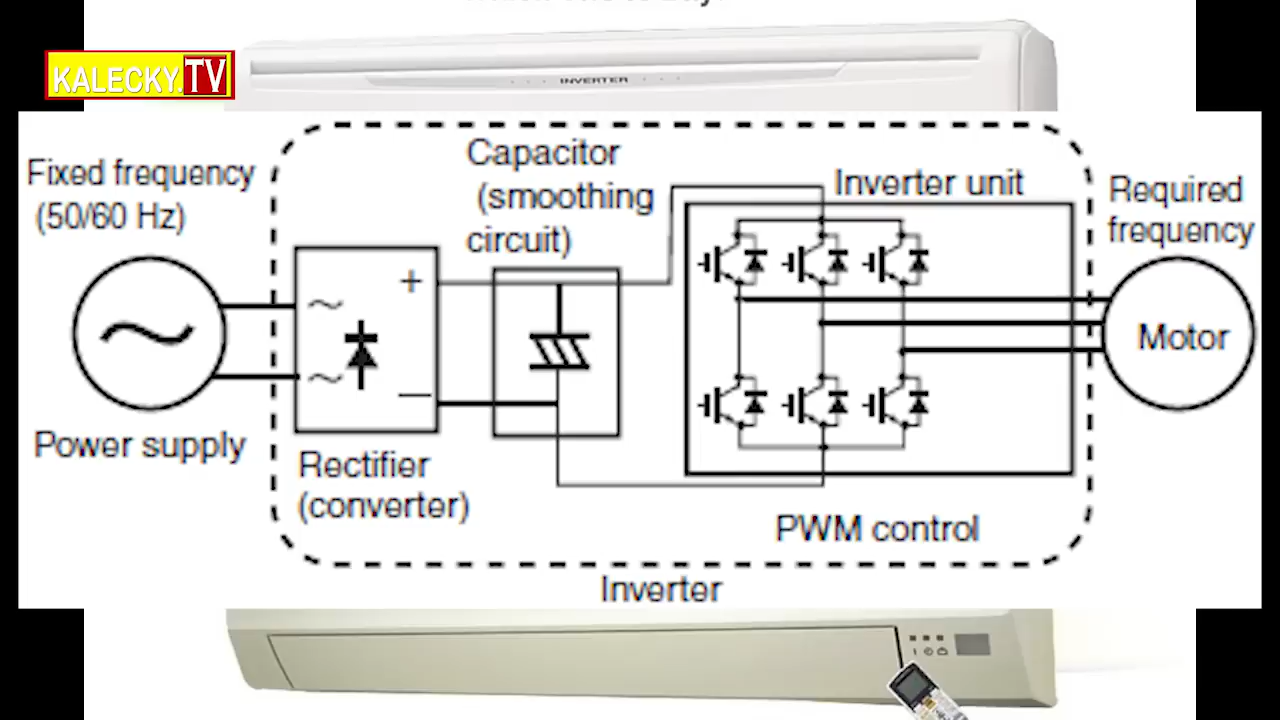 KALECKY.TV
INVERTER
Fixed frequency
(50/60 Hz)
Capacitor
(smoothing
circuit)
Inverter unit
Required
frequency
+
Motor
Power supply
Rectifier
(converter)
PWM control
Inverter